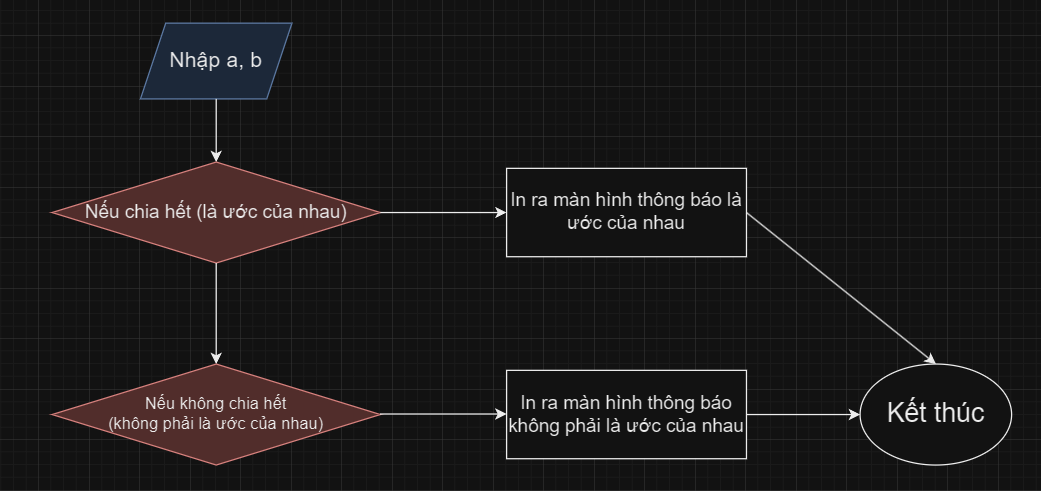 Nhập a, b
Nếu chia hết (là ước của nhau)
In ra màn hình thông báo là
ước của nhau
Nếu không chia hết
(không phải là ước của nhau)
In ra màn hình thông báo
không phải là ước của nhau
Kết thúc